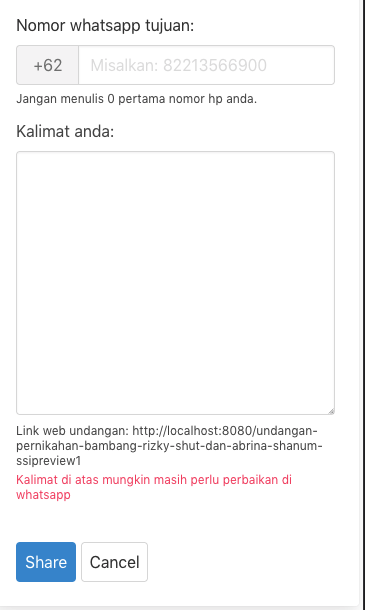 Nomor whatsapp tujuan:
+62 Misalkan: 82213566900
Jangan menulis 0 pertama nomor hp anda.
Kalimat anda:
Link web undangan: http://localhost:8080/undangan-
pernikahan-bambang-rizky-shut-dan-abrina-shanum-
ssipreview1
Kalimat di atas mungkin masih perlu perbaikan di
whatsapp
Share Cancel